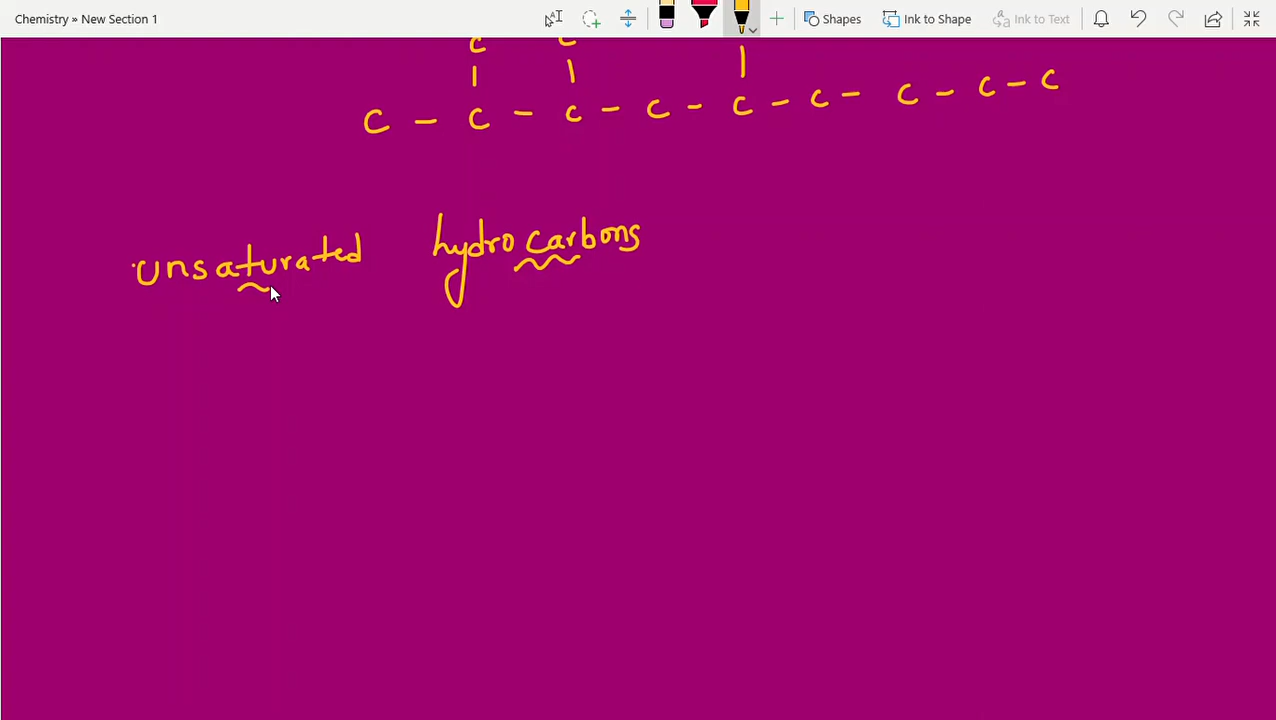 Chemistry » New Section 1
Shapes
Ink to Shape
Ink to Text
C C
C - C - C - C - C - C - C - C - C
unsaturated hydrocarbons